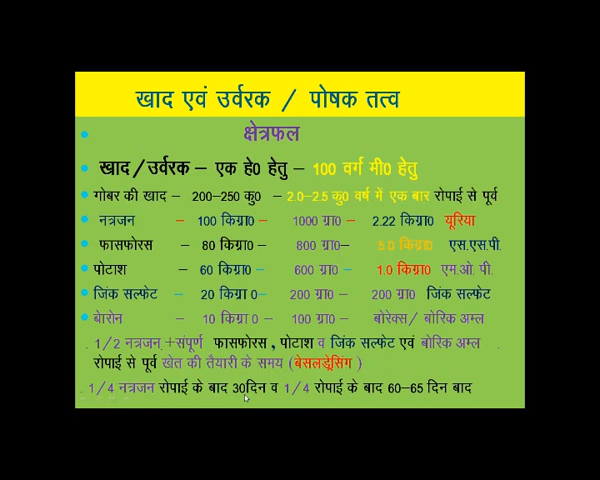 खाद एवं उर्वरक / पोषक तत्व
क्षेत्रफल
खाद/उर्वरक – एक हे0 हेतु – 100 वर्ग मी0 हेतु
गोबर की खाद – 200–250 कु0 – 2.0–2.5 कु0 वर्ष में एक बार रोपाई से पूर्व
नत्रजन – 100 किग्रा0 – 1000 ग्रा0 – 2.22 किग्रा0 यूरिया
फासफोरस – 80 किग्रा0 – 800 ग्रा0– 5.0 किग्रा0 एस.एस.पी.
पोटाश – 60 किग्रा0 – 600 ग्रा0 – 1.0 किग्रा0 एम.ओ. पी.
जिंक सल्फेट – 20 किग्रा 0– 200 ग्रा0 – 200 ग्रा0 जिंक सल्फेट
बेारोन – 10 किग्रा 0 – 100 ग्रा0 – बोरेक्स/ बोरिक अम्ल
1/2 नत्रजन +संपूर्ण फासफोरस , पोटाश व जिंक सल्फेट एवं बोरिक अम्ल
रोपाई से पूर्व खेत की तैयारी के समय (बेसलड्रेसिंग )
1/4 नत्रजन रोपाई के बाद 30दिन व 1/4 रोपाई के बाद 60–65 दिन बाद